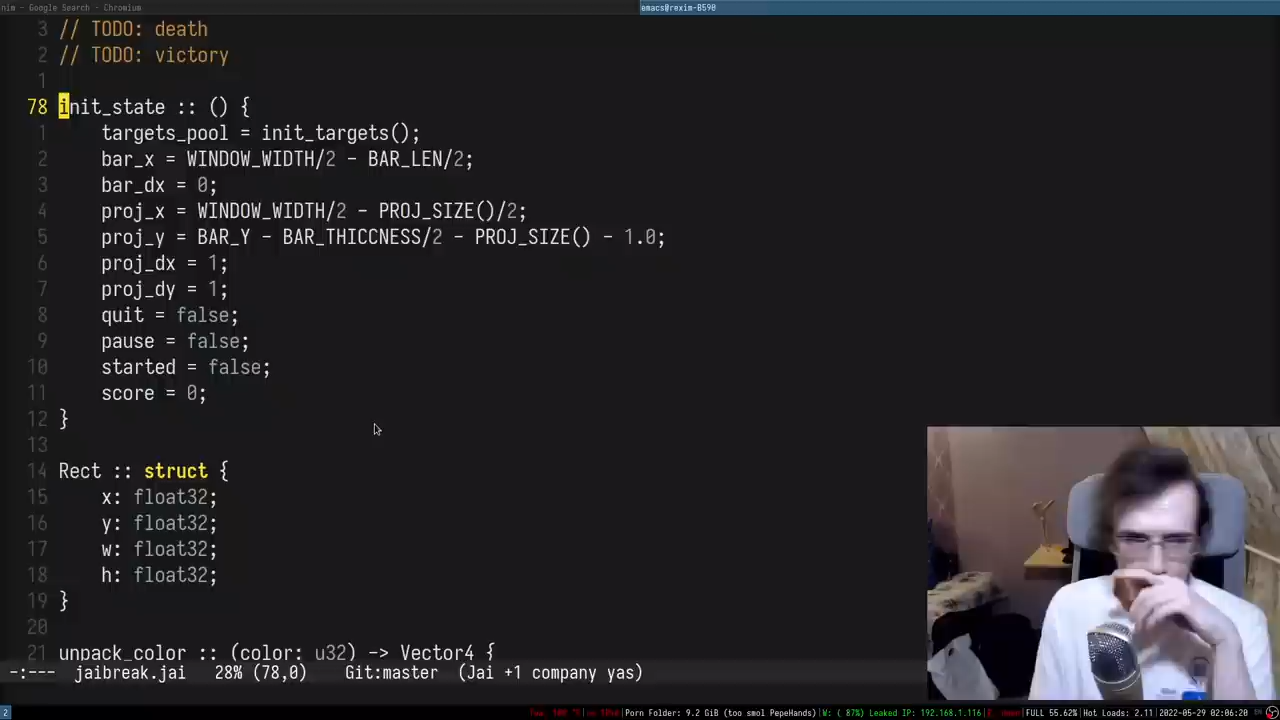 nim - Google Search - Chromium
emacs@rexim-B590
3 // TODO: death
2 // TODO: victory
1
78 init_state :: () {
1 targets_pool = init_targets();
2 bar_x = WINDOW_WIDTH/2 - BAR_LEN/2;
3 bar_dx = 0;
4 proj_x = WINDOW_WIDTH/2 - PROJ_SIZE()/2;
5 proj_y = BAR_Y - BAR_THICCNESS/2 - PROJ_SIZE() - 1.0;
6 proj_dx = 1;
7 proj_dy = 1;
8 quit = false;
9 pause = false;
10 started = false;
11 score = 0;
12 }
13
14 Rect :: struct {
15 x: float32;
16 y: float32;
17 w: float32;
18 h: float32;
19 }
20
21 unpack_color :: (color: u32) -> Vector4 {
-:--- jaibreak.jai 28% (78,0) Git:master (Jai +1 company yas)
2 Porn Folder: 9.2 GiB (too smol PepeHands) W: ( 87%) Leaked IP: 192.168.1.116 FULL 55.62% Hot Loads: 2.11 2022-05-29 02:06:20